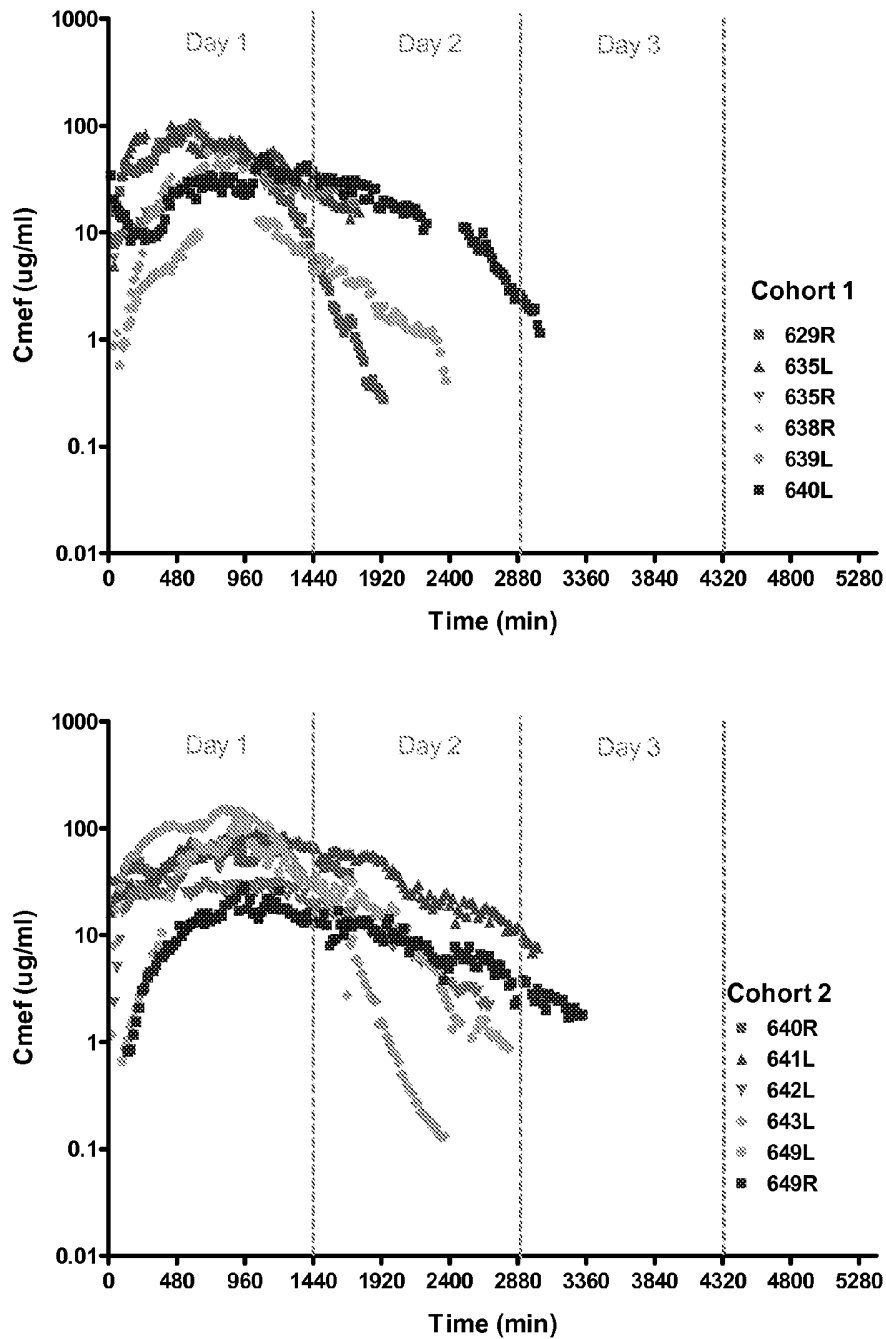 1000
Day 1 Day 2 Day 3
100
10
Cmef (ug/ml)
Cohort 1
629R
1
635L
635R
638R
0.1
639L
640L
0.01
0 480 960 1440 1920 2400 2880 3360 3840 4320 4800 5280
Time (min)
1000
Day 1 Day 2 Day 3
100
10
Cmef (ug/ml)
Cohort 2
640R
1
641L
642L
643L
0.1
649L
649R
0.01
0 480 960 1440 1920 2400 2880 3360 3840 4320 4800 5280
Time (min)